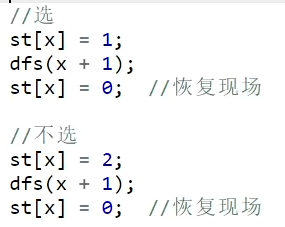 //选
st[x] = 1;
dfs(x + 1);
st[x] = 0;  //恢复现场

//不选
st[x] = 2;
dfs(x + 1);
st[x] = 0;  //恢复现场